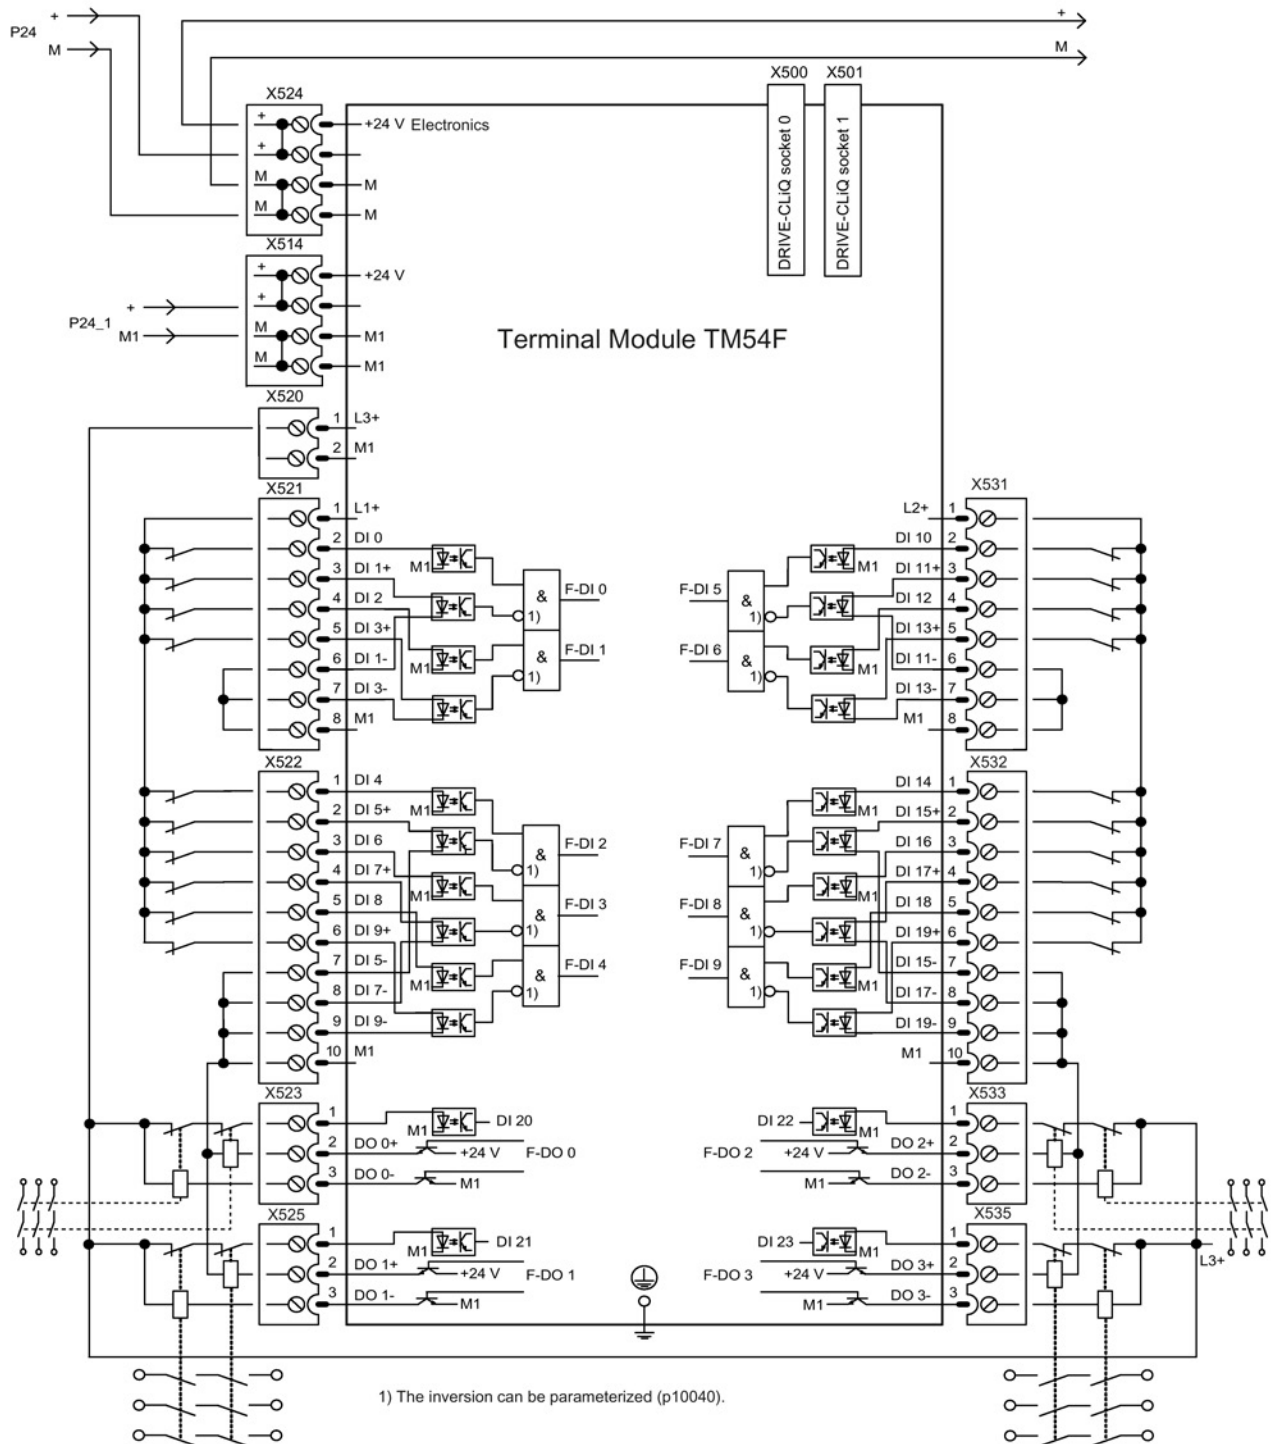 +
P24
M
+
M
X500 X501
DRIVE-CLiQ socket 0
DRIVE-CLiQ socket 1
X524
+ +24 V Electronics
+
M M
M M
X514
+ +24 V
P24_1
+
+
M1
M M1
M M1
Terminal Module TM54F
X520
1 L3+
2 M1
X521
1 L1+
2 DI 0
3 DI 1+
4 DI 2
5 DI 3+
6 DI 1-
7 DI 3-
8 M1
M1
M1
& 1) F-DI 0
& 1) F-DI 1
X531
L2+ 1
DI 10 2
DI 11+ 3
DI 12 4
DI 13+ 5
DI 11- 6
DI 13- 7
M1 8
M1
M1
F-DI 5 & 1)
F-DI 6 & 1)
X522
1 DI 4
2 DI 5+
3 DI 6
4 DI 7+
5 DI 8
6 DI 9+
7 DI 5-
8 DI 7-
9 DI 9-
10 M1
M1
M1
M1
& 1) F-DI 2
& 1) F-DI 3
& 1) F-DI 4
X532
DI 14 1
DI 15+ 2
DI 16 3
DI 17+ 4
DI 18 5
DI 19+ 6
DI 15- 7
DI 17- 8
DI 19- 9
M1 10
M1
M1
M1
F-DI 7 & 1)
F-DI 8 & 1)
F-DI 9 & 1)
X523
1 M1 DI 20
2 DO 0+ +24 V F-DO 0
3 DO 0- M1
X533
DI 22 M1 1
F-DO 2 +24 V DO 2+ 2
M1 DO 2- 3
X525
1 M1 DI 21
2 DO 1+ +24 V F-DO 1
3 DO 1- M1
X535
DI 23 M1 1
F-DO 3 +24 V DO 3+ 2
M1 DO 3- 3
L3+
1) The inversion can be parameterized (p10040).